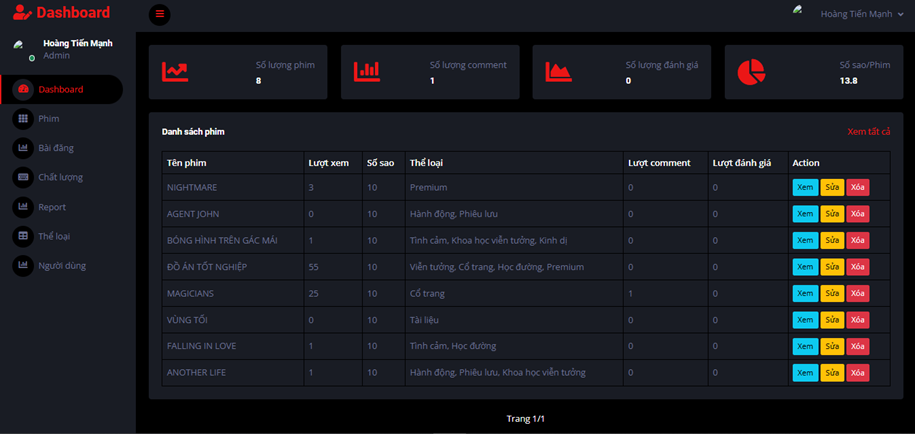 Dashboard
Hoàng Tiến Mạnh
Hoàng Tiến Mạnh
Admin
Dashboard
Phim
Bài đăng
Chất lượng
Report
Thể loại
Người dùng
Số lượng phim
8
Số lượng comment
1
Số lượng đánh giá
0
Số sao/Phim
13.8
Danh sách phim Xem tất cả
Tên phim Lượt xem Số sao Thể loại Lượt comment Lượt đánh giá Action
NIGHTMARE 3 10 Premium 0 0 Xem Sửa Xóa
AGENT JOHN 0 10 Hành động, Phiêu lưu 0 0 Xem Sửa Xóa
BÓNG HÌNH TRÊN GÁC MÁI 1 10 Tình cảm, Khoa học viễn tưởng, Kinh dị 0 0 Xem Sửa Xóa
ĐỒ ÁN TỐT NGHIỆP 55 10 Viễn tưởng, Cổ trang, Học đường, Premium 0 0 Xem Sửa Xóa
MAGICIANS 25 10 Cổ trang 1 0 Xem Sửa Xóa
VÙNG TỐI 0 10 Tài liệu 0 0 Xem Sửa Xóa
FALLING IN LOVE 1 10 Tình cảm, Học đường 0 0 Xem Sửa Xóa
ANOTHER LIFE 1 10 Hành động, Phiêu lưu, Khoa học viễn tưởng 0 0 Xem Sửa Xóa
Trang 1/1